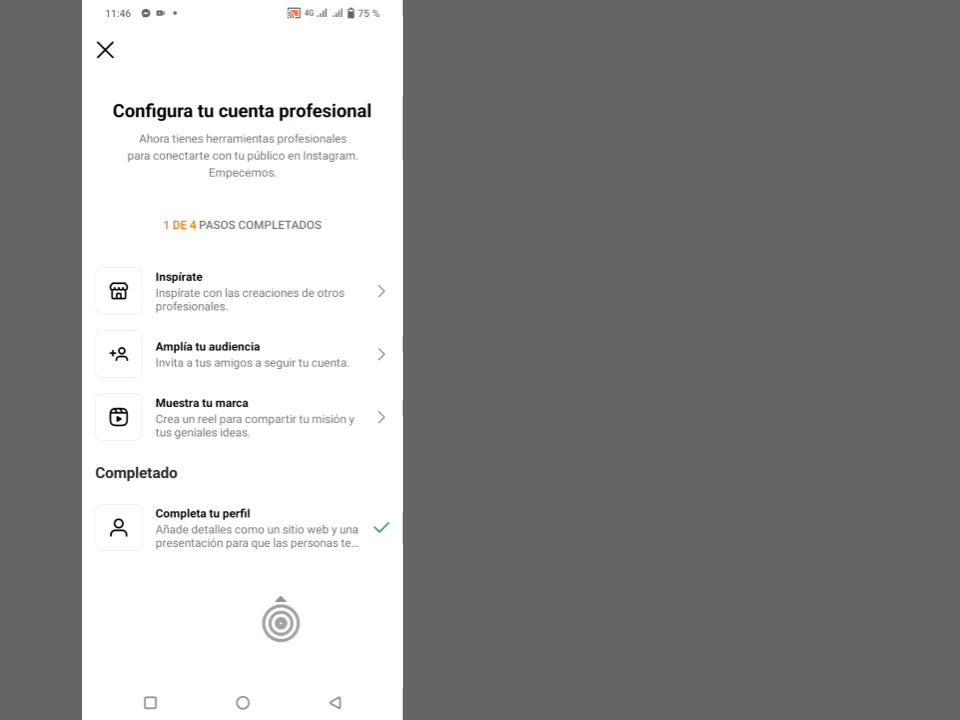 11:46
4G
75 %
Configura tu cuenta profesional
Ahora tienes herramientas profesionales
para conectarte con tu público en Instagram.
Empecemos.
1 DE 4 PASOS COMPLETADOS
Inspírate
Inspírate con las creaciones de otros
profesionales.
Amplía tu audiencia
Invita a tus amigos a seguir tu cuenta.
Muestra tu marca
Crea un reel para compartir tu misión y
tus geniales ideas.
Completado
Completa tu perfil
Añade detalles como un sitio web y una
presentación para que las personas te…